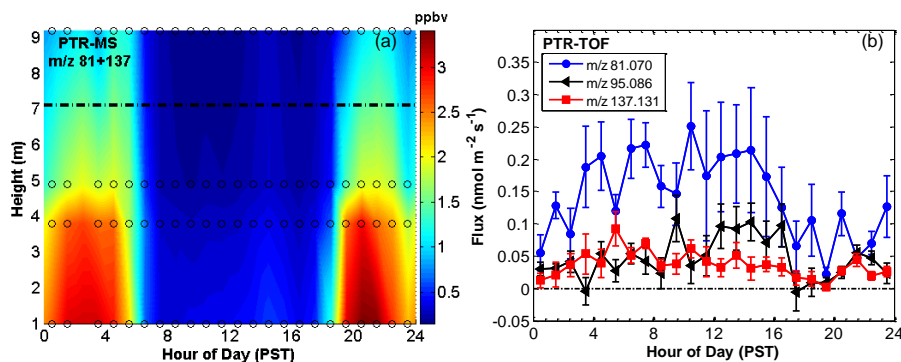 ppbv
PTR-MS
m/z 81+137
(a)
9
8
7
6
5
4
3
2
1
Height (m)
0 4 8 12 16 20 24
Hour of Day (PST)
3
2.5
2
1.5
1
0.5
PTR-TOF
(b)
m/z 81.070
m/z 95.086
m/z 137.131
0.35
0.3
0.25
0.2
0.15
0.1
0.05
0
-0.05
Flux (nmol m-2 s-1)
0 4 8 12 16 20 24
Hour of Day (PST)